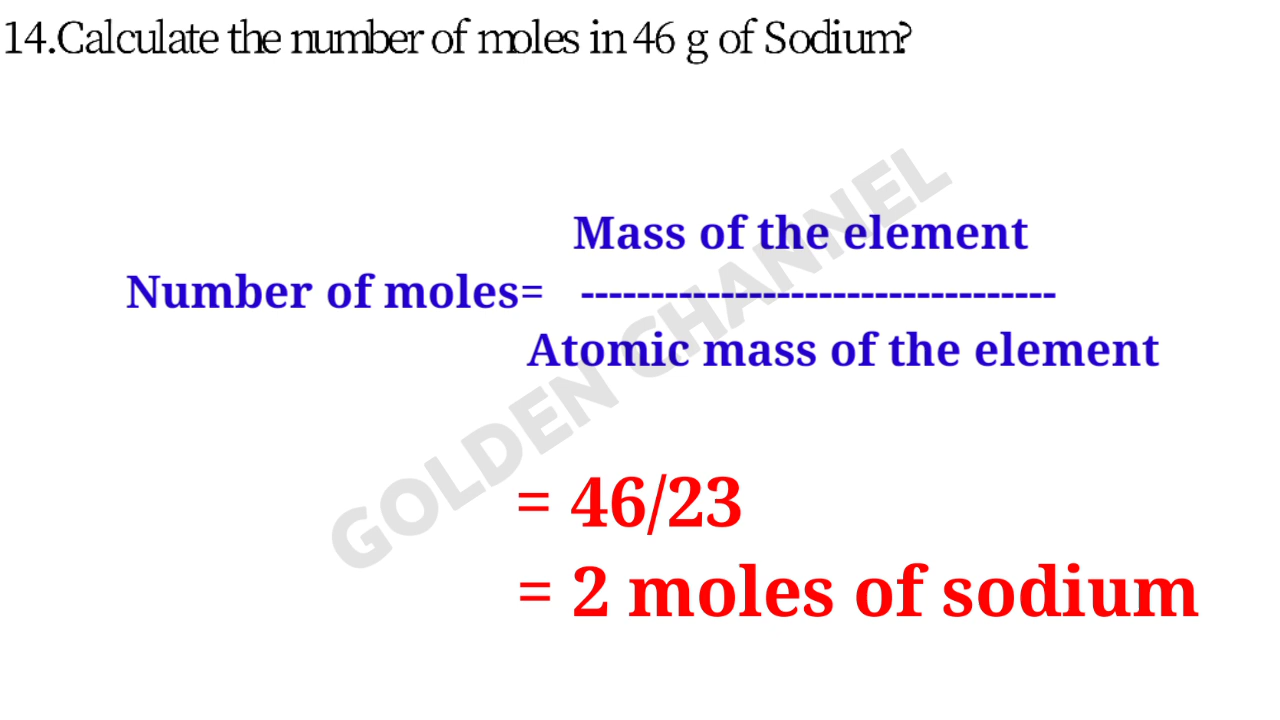 14.Calculate the number of moles in 46 g of Sodium?
Mass of the element
Number of moles= ----------------------------------
Atomic mass of the element
= 46/23
= 2 moles of sodium
GOLDEN CHANNEL